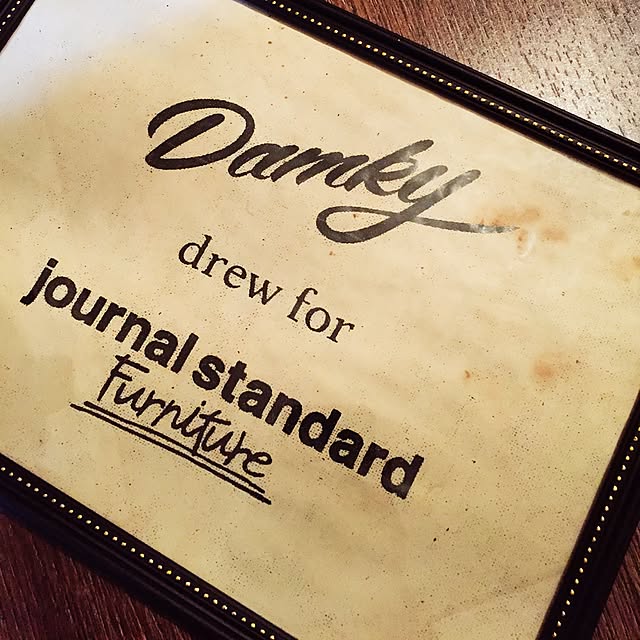 Damky
drew for
journal standard
Furniture